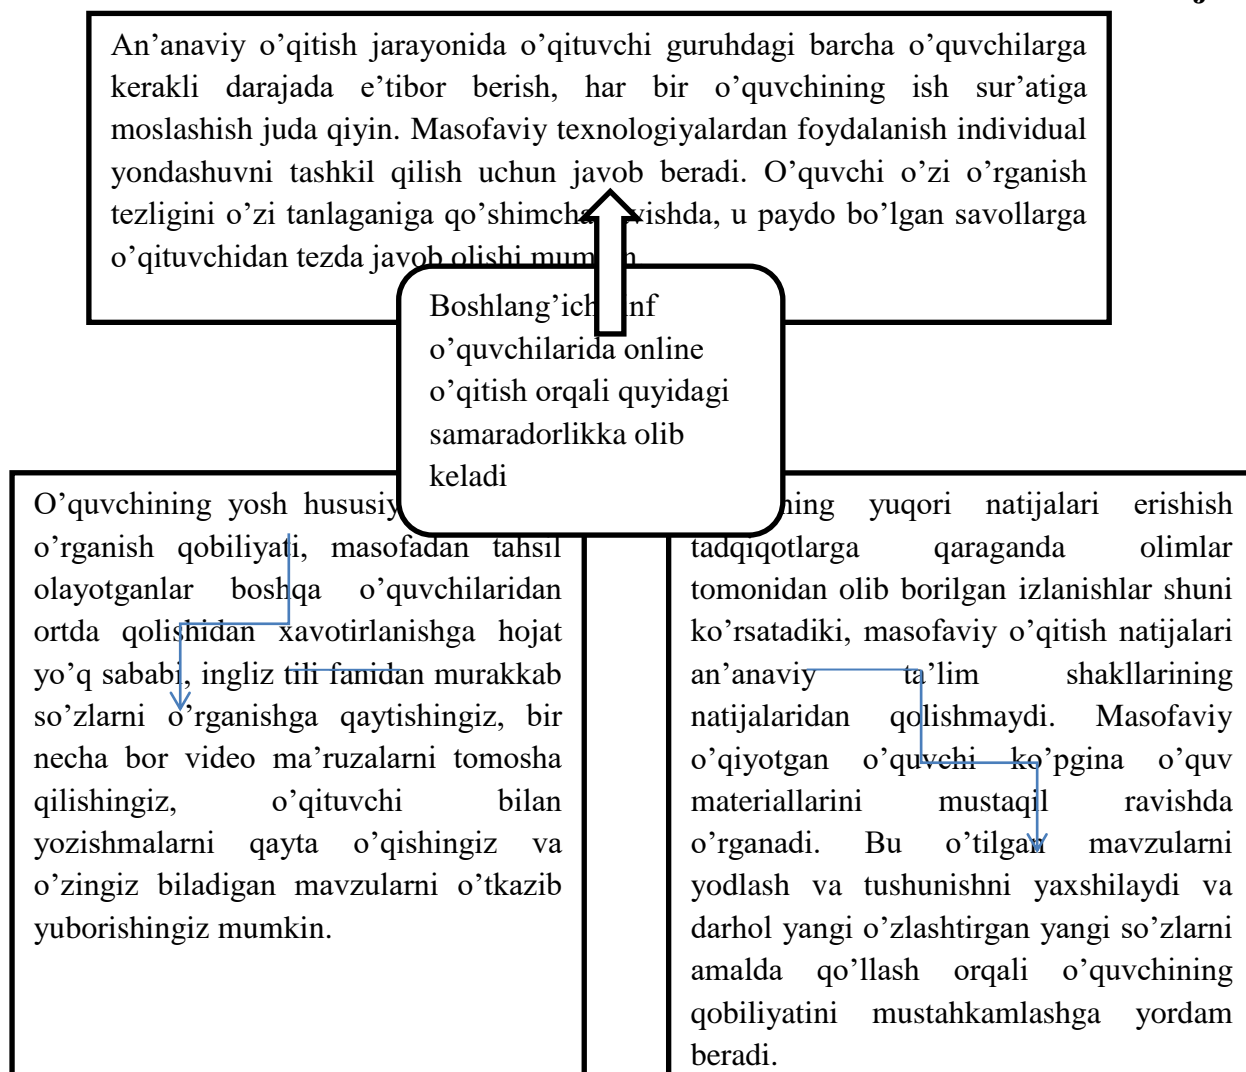 An’anaviy o’qitish jarayonida o’qituvchi guruhdagi barcha o’quvchilarga
kerakli darajada e’tibor berish, har bir o’quvchining ish sur’atiga
moslashish juda qiyin. Masofaviy texnologiyalardan foydalanish individual
yondashuvni tashkil qilish uchun javob beradi. O’quvchi o’zi o’rganish
tezligini o’zi tanlaganiga qo’shimcha, u paydo bo’lgan savollarga
o’qituvchidan tezda javob olishi
Boshlang’ich
o’quvchilarida online
o’qitish orqali quyidagi
samaradorlikka olib
keladi
O’quvchining yosh
o’rganish qobiliyati, masofadan tahsil
olayotganlar boshqa o’quvchilaridan
ortda qolishidan xavotirlanishga hojat
yo’q sababi, ingliz tili fanidan murakkab
so’zlarni o’rganishga qaytishingiz, bir
necha bor video ma’ruzalarni tomosha
qilishingiz, o’qituvchi bilan
yozishmalarni qayta o’qishingiz va
o’zingiz biladigan mavzularni o’tkazib
yuborishingiz mumkin.
yuqori natijalari erishish
tadqiqotlarga qaraganda olimlar
tomonidan olib borilgan izlanishlar shuni
ko’rsatadiki, masofaviy o’qitish natijalari
an’anaviy ta’lim shakllarining
natijalaridan qolishmaydi. Masofaviy
o’qiyotgan o’quvchi ko’pgina o’quv
materiallarini mustaqil ravishda
o’rganadi. Bu o’tilgan mavzularni
yodlash va tushunishni yaxshilaydi va
darhol yangi o’zlashtirgan yangi so’zlarni
amalda qo’llash orqali o’quvchining
qobiliyatini mustahkamlashga yordam
beradi.